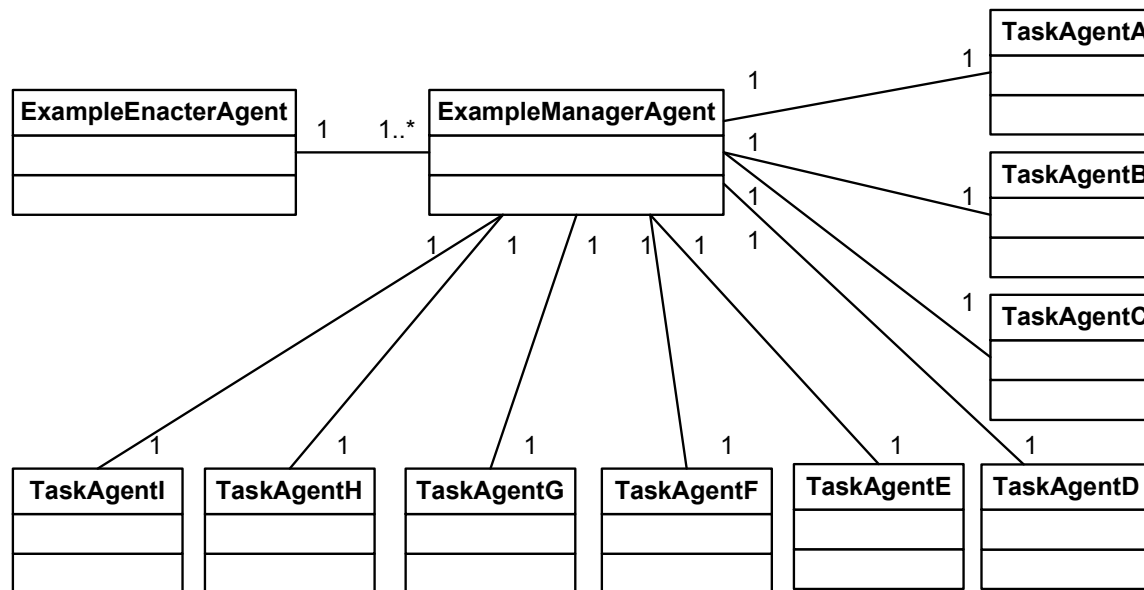 TaskAgentA
1
1
ExampleEnacterAgent
ExampleManagerAgent
1
1..*
1
TaskAgentB
1
1
1
1
1
1
1
1
1
1
TaskAgentC
1
1
1
1
1
1
TaskAgentI
TaskAgentH
TaskAgentG
TaskAgentF
TaskAgentE
TaskAgentD